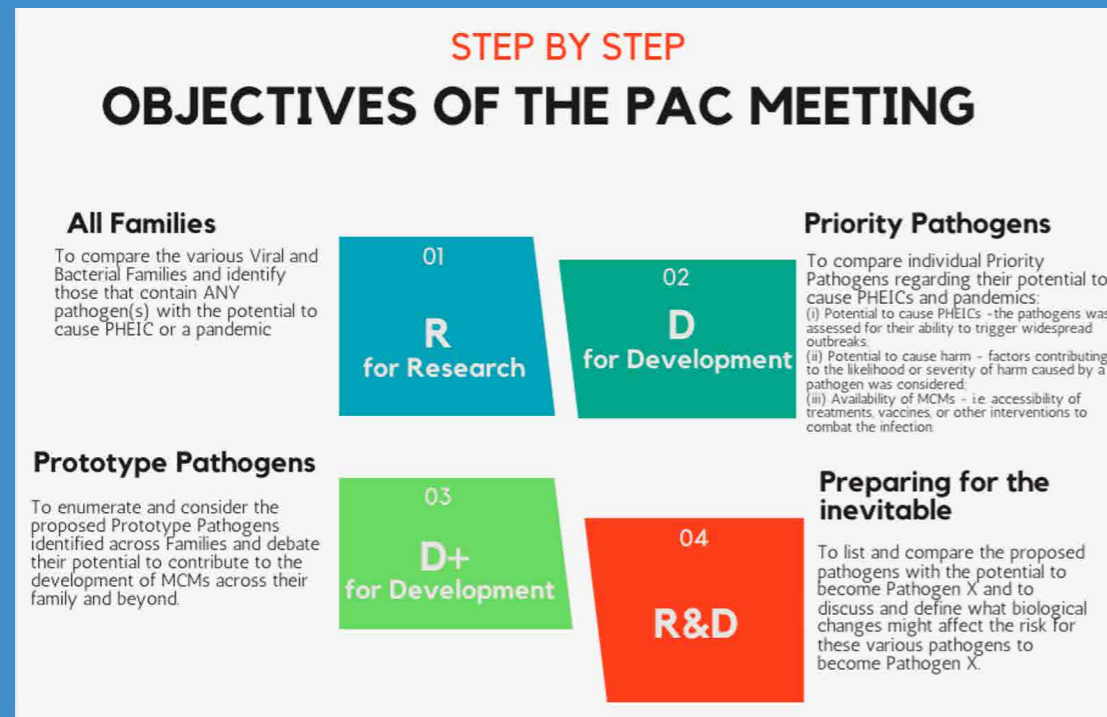 STEP BY STEP
OBJECTIVES OF THE PAC MEETING
All Families
To compare the various Viral and
Bacterial Families and identify
those that contain ANY
pathogen(s) with the potential to
cause PHEIC or a pandemic
01
R
for Research
02
D
for Development
Priority Pathogens
To compare individual Priority
Pathogens regarding their potential to
cause PHEICs and pandemics:
(i) Potential to cause PHEICs -the pathogens was
assessed for their ability to trigger widespread
outbreaks.
(ii) Potential to cause harm - factors contributing
to the likelihood or severity of harm caused by a
pathogen was considered;
(iii) Availability of MCMs - i.e. accessibility of
treatments, vaccines, or other interventions to
combat the infection.
Prototype Pathogens
To enumerate and consider the
proposed Prototype Pathogens
identified across Families and debate
their potential to contribute to the
development of MCMs across their
family and beyond.
03
D+
for Development
04
R&D
Preparing for the
inevitable
To list and compare the proposed
pathogens with the potential to
become Pathogen X and to
discuss and define what biological
changes might affect the risk for
these various pathogens to
become Pathogen X.